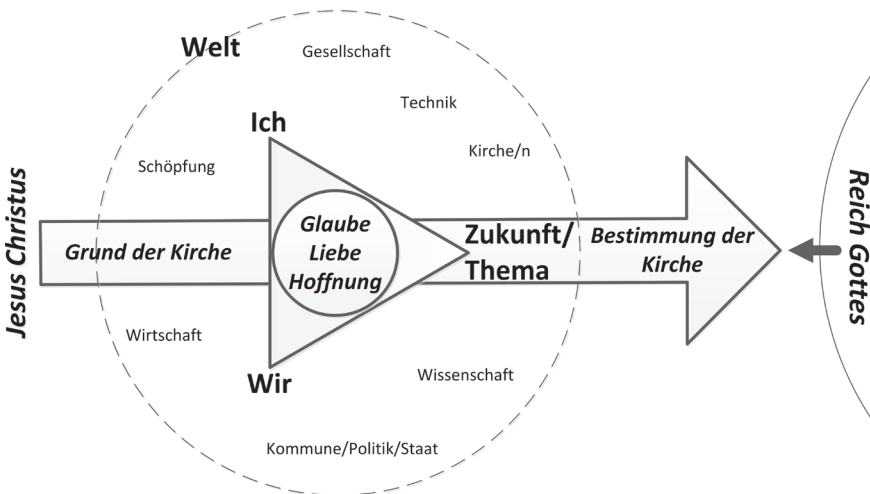 Welt
Gesellschaft
Technik
Ich
Kirche/n
Schöpfung
Jesus Christus
Grund der Kirche
Glaube
Liebe
Hoffnung
Zukunft/
Thema
Bestimmung der
Kirche
Reich Gottes
Wirtschaft
Wir
Wissenschaft
Kommune/Politik/Staat